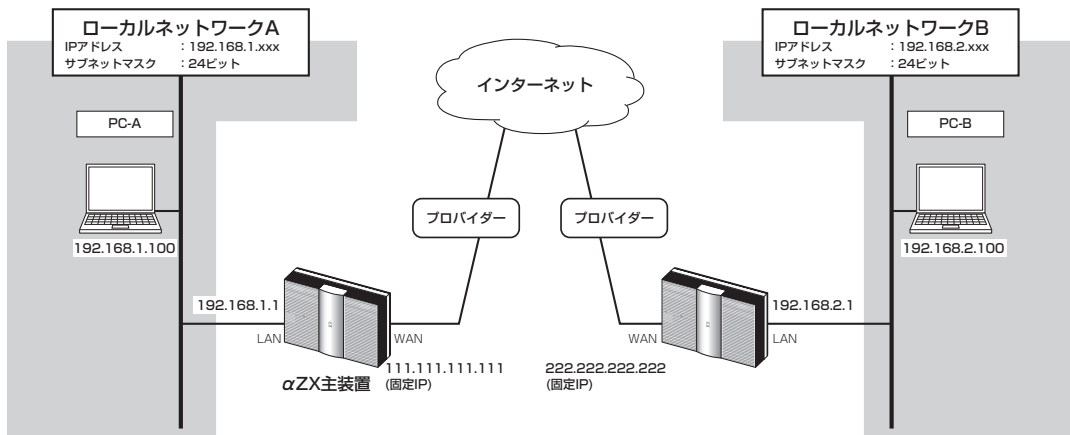 ローカルネットワークA
IPアドレス ：192.168.1.xxx
サブネットマスク ：24ビット
ローカルネットワークB
IPアドレス ：192.168.2.xxx
サブネットマスク ：24ビット
インターネット
PC-A
PC-B
プロバイダー
プロバイダー
192.168.1.100
192.168.2.100
192.168.1.1
192.168.2.1
LAN
WAN
WAN
LAN
111.111.111.111
(固定IP)
222.222.222.222
(固定IP)
αZX主装置